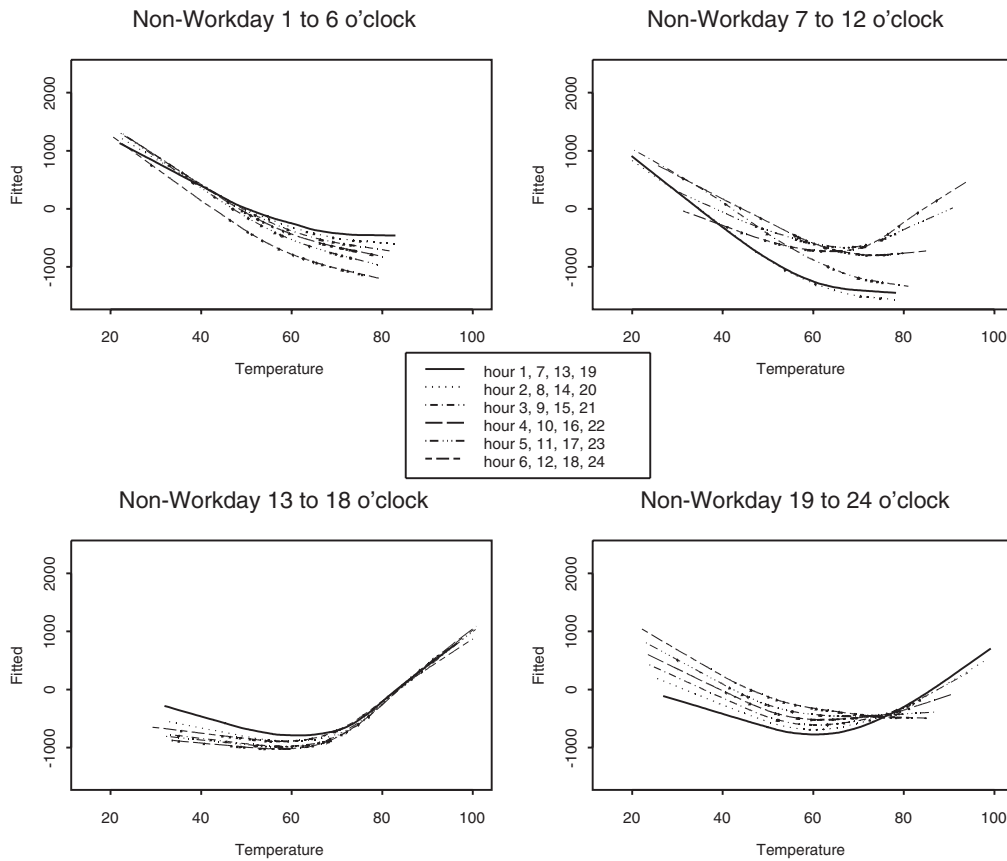 Non-Workday 1 to 6 o'clock
Fitted
2000
1000
0
-1000
20 40 60 80 100
Temperature
Non-Workday 7 to 12 o'clock
Fitted
2000
1000
0
-1000
20 40 60 80 100
Temperature
hour 1, 7, 13, 19
hour 2, 8, 14, 20
hour 3, 9, 15, 21
hour 4, 10, 16, 22
hour 5, 11, 17, 23
hour 6, 12, 18, 24
Non-Workday 13 to 18 o'clock
Fitted
2000
1000
0
-1000
20 40 60 80 100
Temperature
Non-Workday 19 to 24 o'clock
Fitted
2000
1000
0
-1000
20 40 60 80 100
Temperature